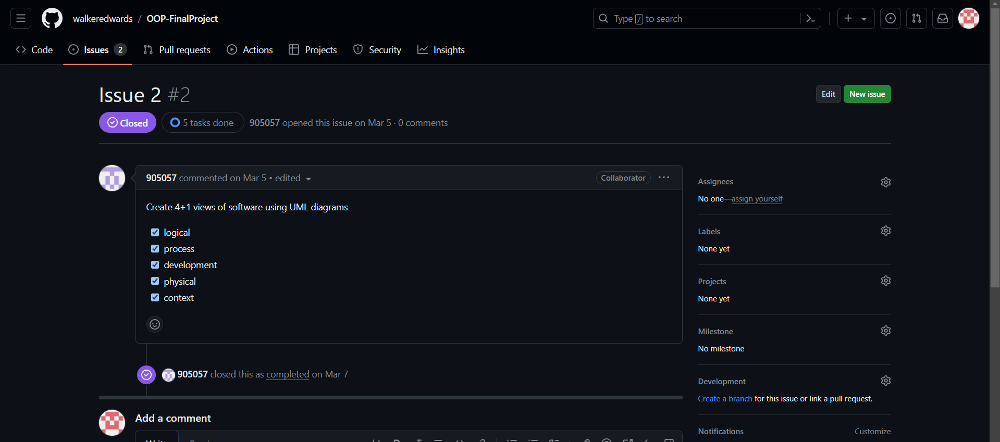 walkeredwards / OOP-FinalProject
Type / to search
Code
Issues 2
Pull requests
Actions
Projects
Security
Insights
Issue 2 #2
Edit
New issue
Closed
5 tasks done
905057 opened this issue on Mar 5 · 0 comments
905057 commented on Mar 5 • edited
Collaborator
Create 4+1 views of software using UML diagrams
logical
process
development
physical
context
905057 closed this as completed on Mar 7
Add a comment
Assignees
No one—assign yourself
Labels
None yet
Projects
None yet
Milestone
No milestone
Development
Create a branch for this issue or link a pull request.
Notifications
Customize